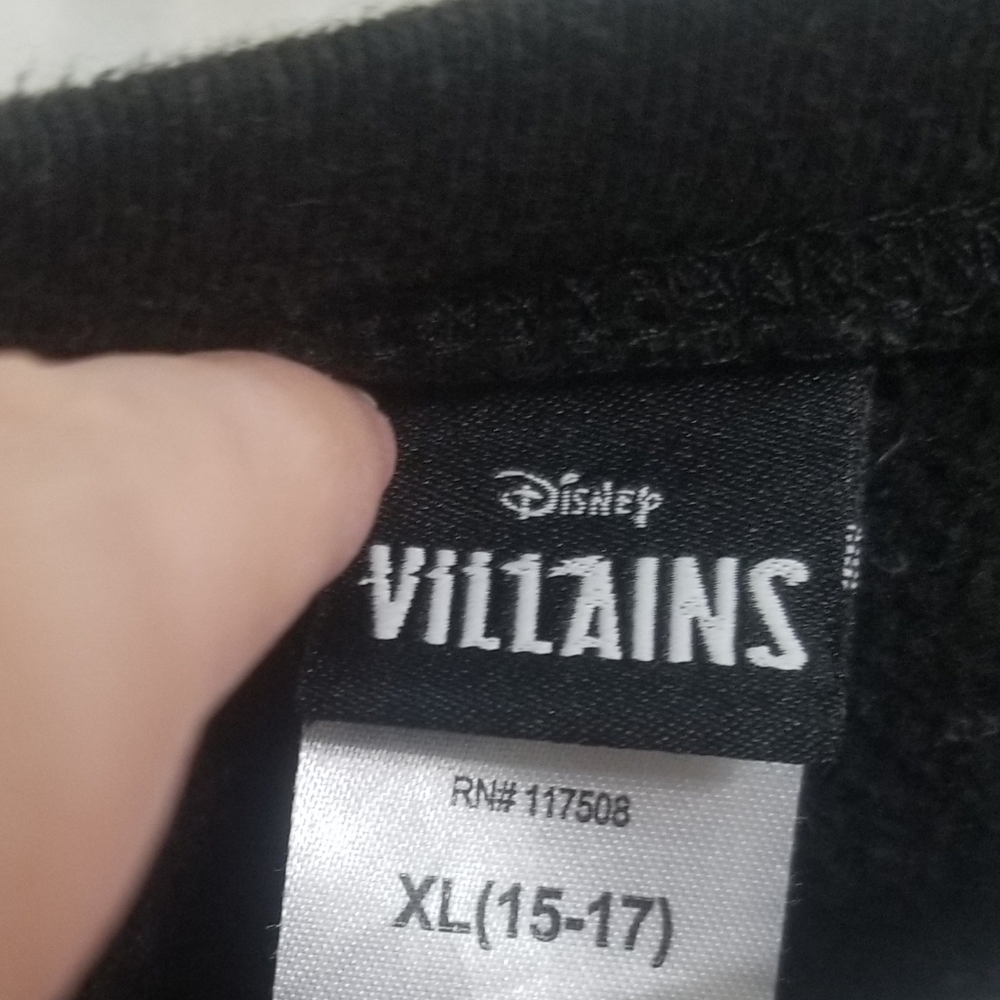 Disney
VILLAINS
RN# 117508
XL(15-17)